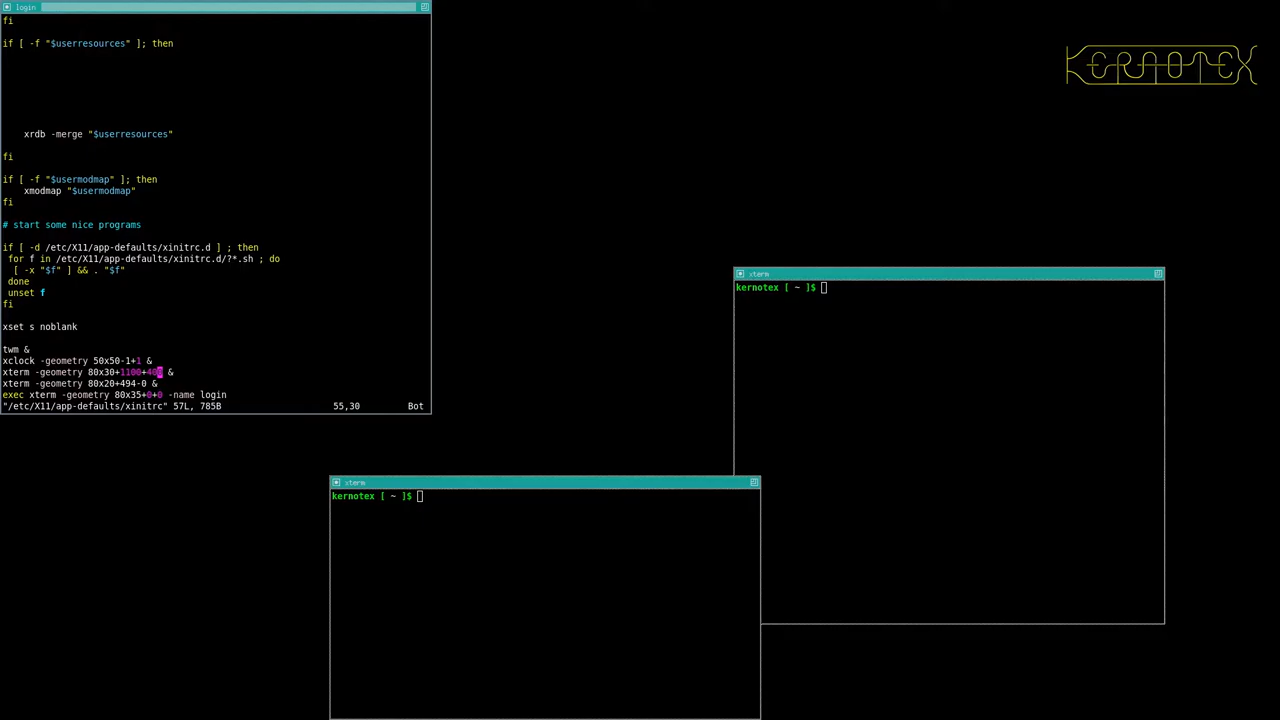 login
fi
if [ -f "$userresources" ]; then
xrdb -merge "$userresources"
fi
if [ -f "$usermodmap" ]; then
xmodmap "$usermodmap"
fi
# start some nice programs
if [ -d /etc/X11/app-defaults/xinitrc.d ] ; then
for f in /etc/X11/app-defaults/xinitrc.d/?*.sh ; do
[ -x "$f" ] && . "$f"
done
unset f
fi
xset s noblank
twm &
xclock -geometry 50x50-1+1 &
xterm -geometry 80x30+1100+400 &
xterm -geometry 80x20+494-0 &
exec xterm -geometry 80x35+0+0 -name login
"/etc/X11/app-defaults/xinitrc" 57L, 785B 55,30 Bot
KERNOTEX
xterm
kernotex [ ~ ]$
xterm
kernotex [ ~ ]$